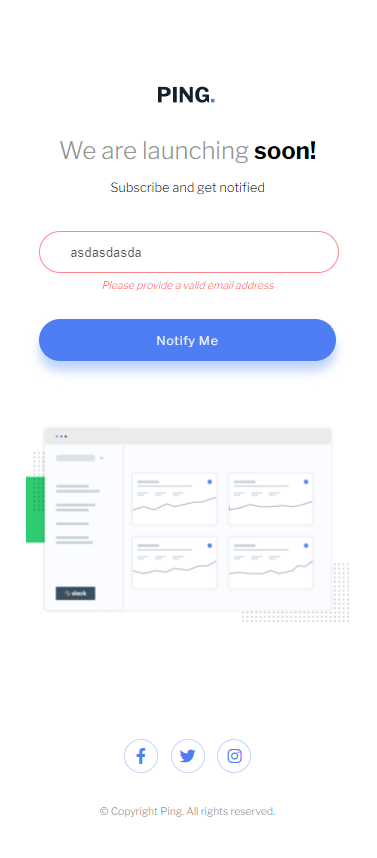 PING.
We are launching soon!
Subscribe and get notified
asdasdasda
Please provide a valid email address
Notify Me
slack
© Copyright Ping. All rights reserved.